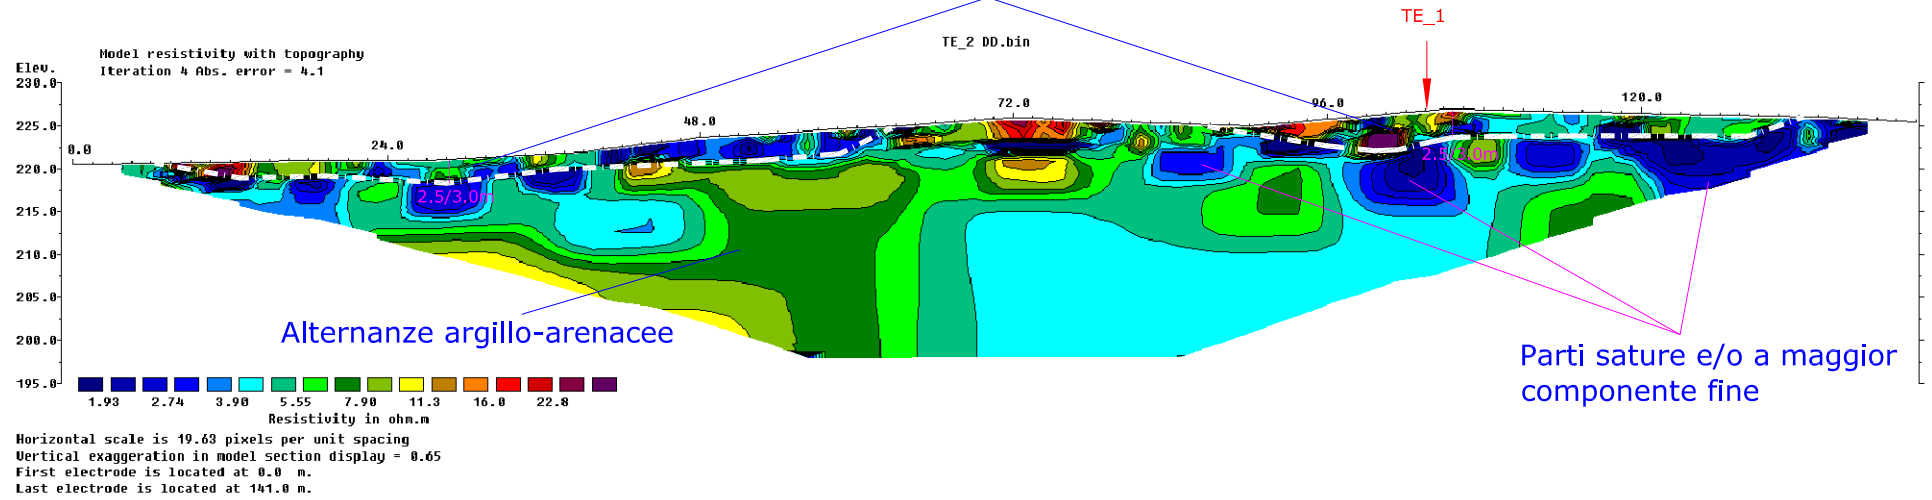 TE_1
TE_2 DD.bin
Model resistivity with topography
Iteration 4 Abs. error = 4.1
Elev.
230.0
225.0
220.0
215.0
210.0
205.0
200.0
195.0
0.0
24.0
48.0
72.0
96.0
120.0
2.5/3.0m
2.5/3.0m
Alternanze argillo-arenacee
Parti sature e/o a maggior
componente fine
1.93 2.74 3.90 5.55 7.90 11.3 16.0 22.8
Resistivity in ohm.m
Horizontal scale is 19.63 pixels per unit spacing
Vertical exaggeration in model section display = 0.65
First electrode is located at 0.0 m.
Last electrode is located at 141.0 m.